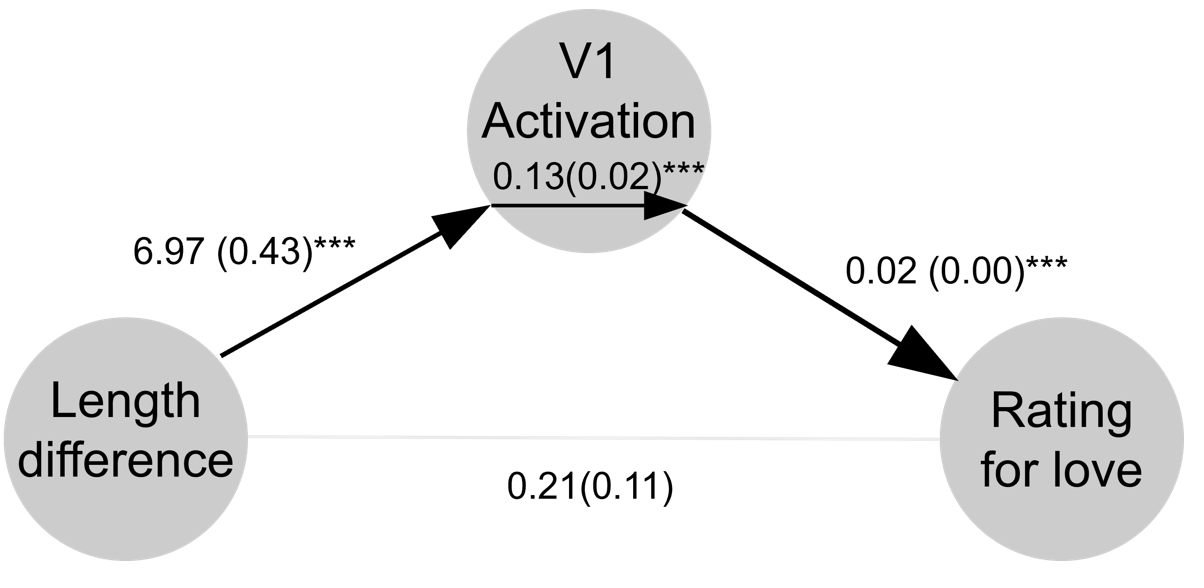 V1
Activation
0.13(0.02)***
6.97 (0.43)***
0.02 (0.00)***
Length
difference
Rating
for love
0.21(0.11)